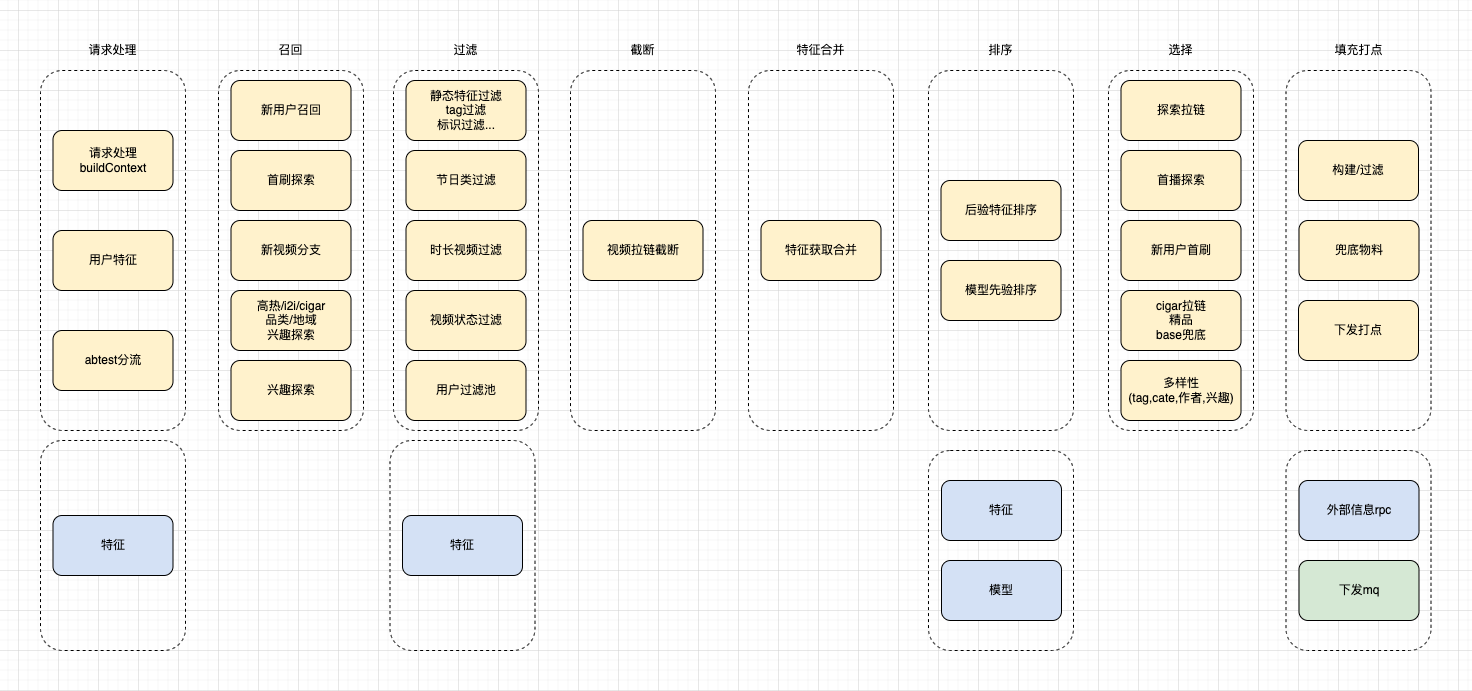 请求处理
召回
过滤
截断
特征合并
排序
选择
填充打点
请求处理
buildContext
用户特征
abtest分流
新用户召回
首刷探索
新视频分支
高热/i2i/cigar
品类/地域
兴趣探索
兴趣探索
静态特征过滤
tag过滤
标识过滤...
节日类过滤
时长视频过滤
视频状态过滤
用户过滤池
视频拉链截断
特征获取合并
后验特征排序
模型先验排序
探索拉链
首播探索
新用户首刷
cigar拉链
精品
base兜底
多样性
(tag,cate,作者,兴趣)
构建/过滤
兜底物料
下发打点
特征
特征
特征
模型
外部信息rpc
下发mq